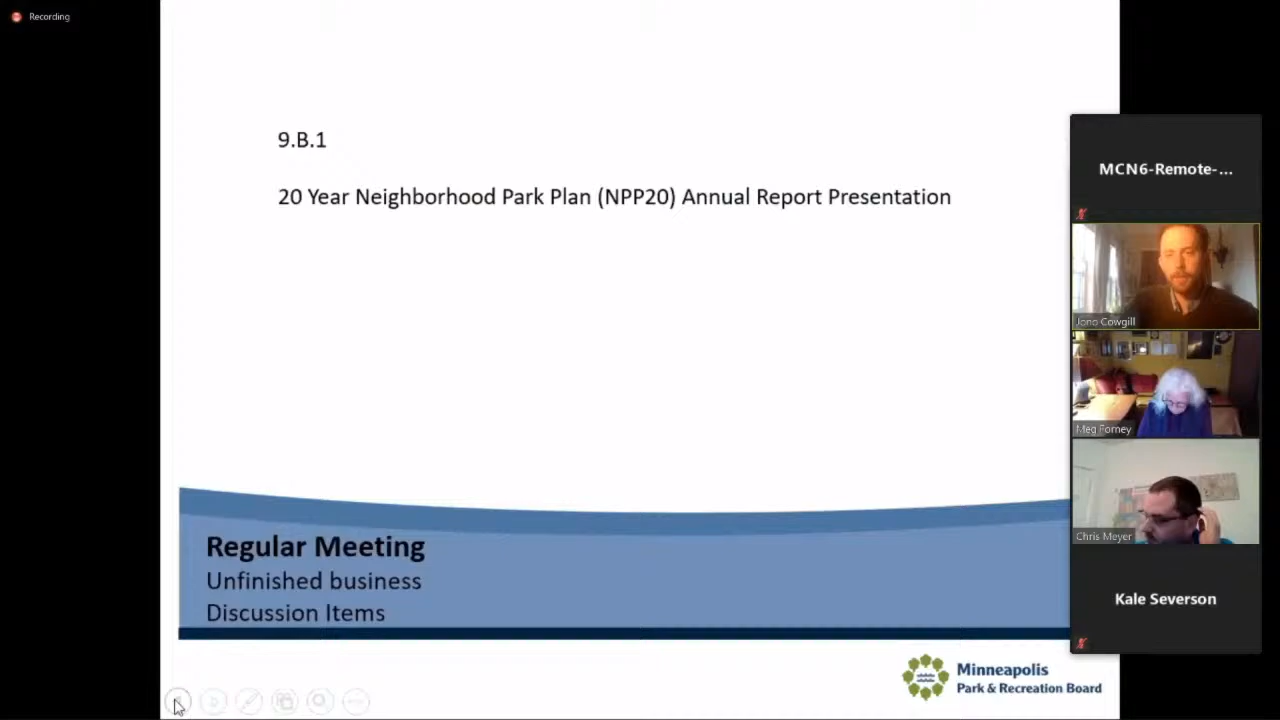 Recording
9.B.1
20 Year Neighborhood Park Plan (NPP20) Annual Report Presentation
MCN6-Remote-...
Jono Cowgill
Meg Forney
Chris Meyer
Kale Severson
Regular Meeting
Unfinished business
Discussion Items
Minneapolis
Park & Recreation Board